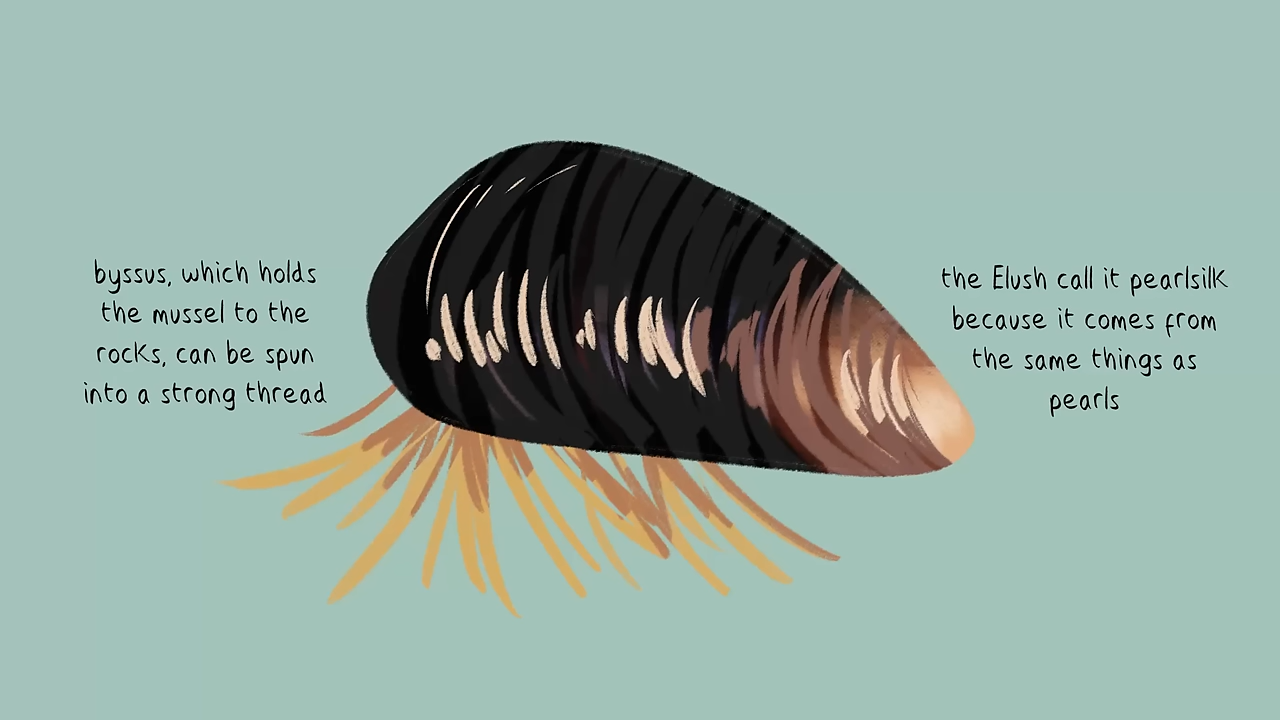 byssus, which holds
the mussel to the
rocks, can be spun
into a strong thread
the Elush call it pearlsilk
because it comes from
the same things as
pearls